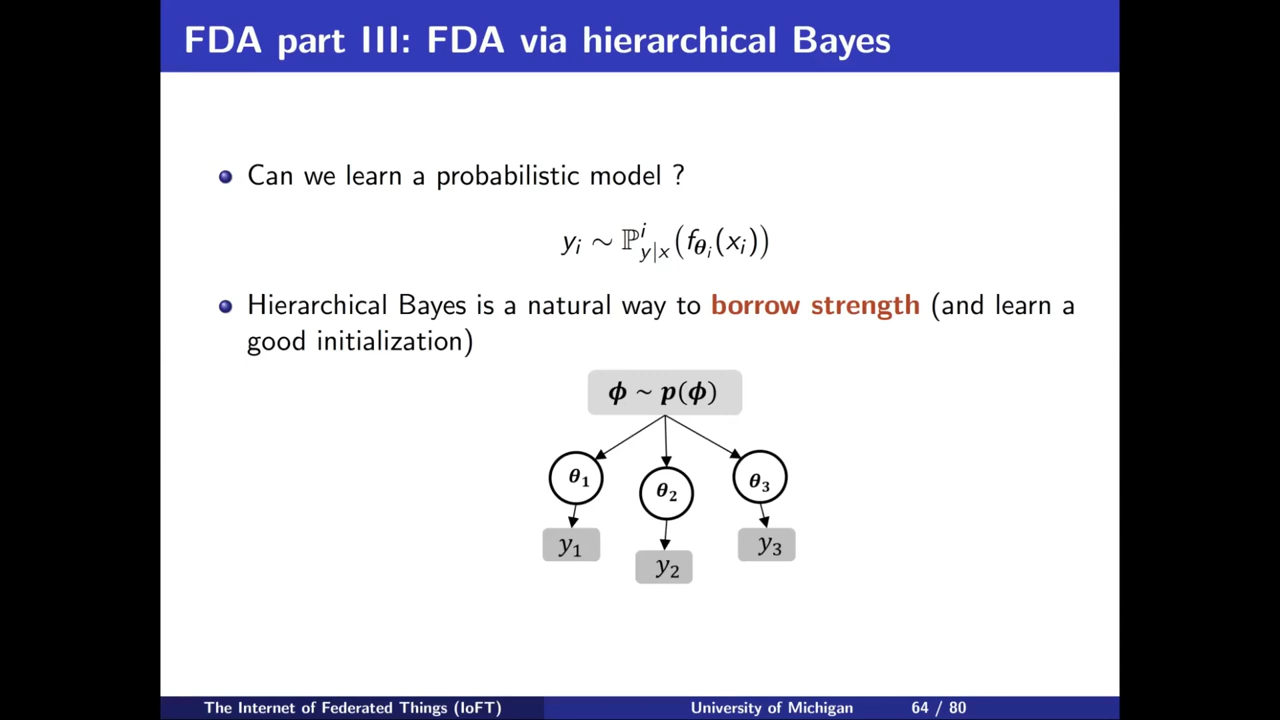 FDA part III: FDA via hierarchical Bayes
Can we learn a probabilistic model ?
y_i ∼ ℙ^i_{y|x}(f_{θ_i}(x_i))
Hierarchical Bayes is a natural way to borrow strength (and learn a
good initialization)
ϕ ~ p(ϕ)
θ₁
θ₂
θ₃
y₁
y₂
y₃
The Internet of Federated Things (IoFT) University of Michigan 64 / 80